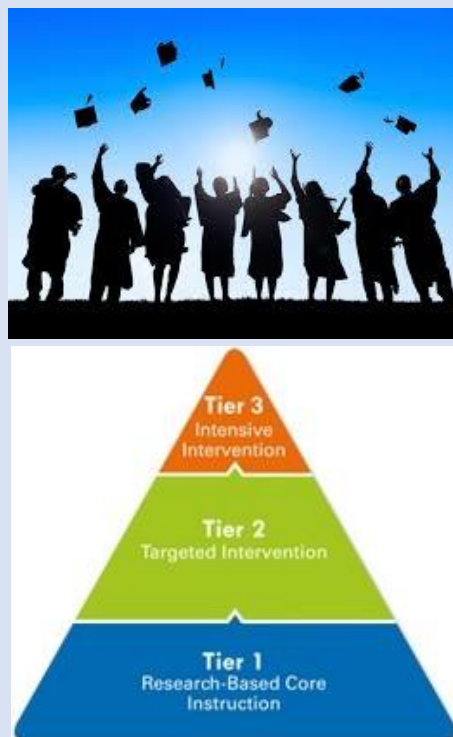 Tier 3
Intensive
Intervention
Tier 2
Targeted Intervention
Tier 1
Research-Based Core
Instruction